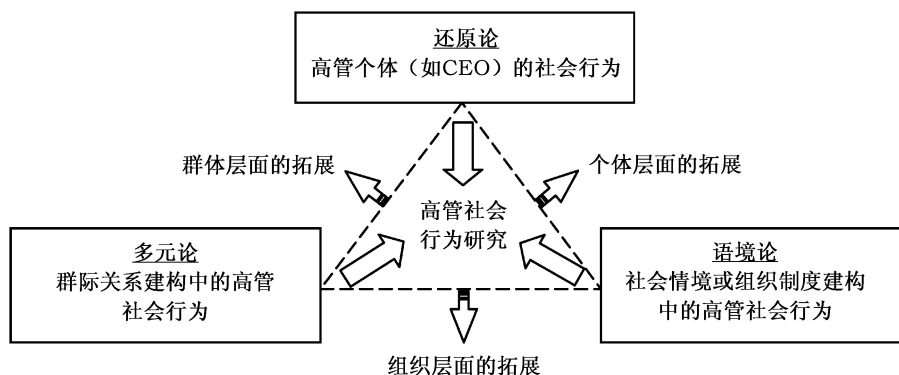 还原论
高管个体（如CEO）的社会行为
群体层面的拓展
个体层面的拓展
高管社会
行为研究
多元论
群际关系建构中的高管
社会行为
语境论
社会情境或组织制度建构
中的高管社会行为
组织层面的拓展